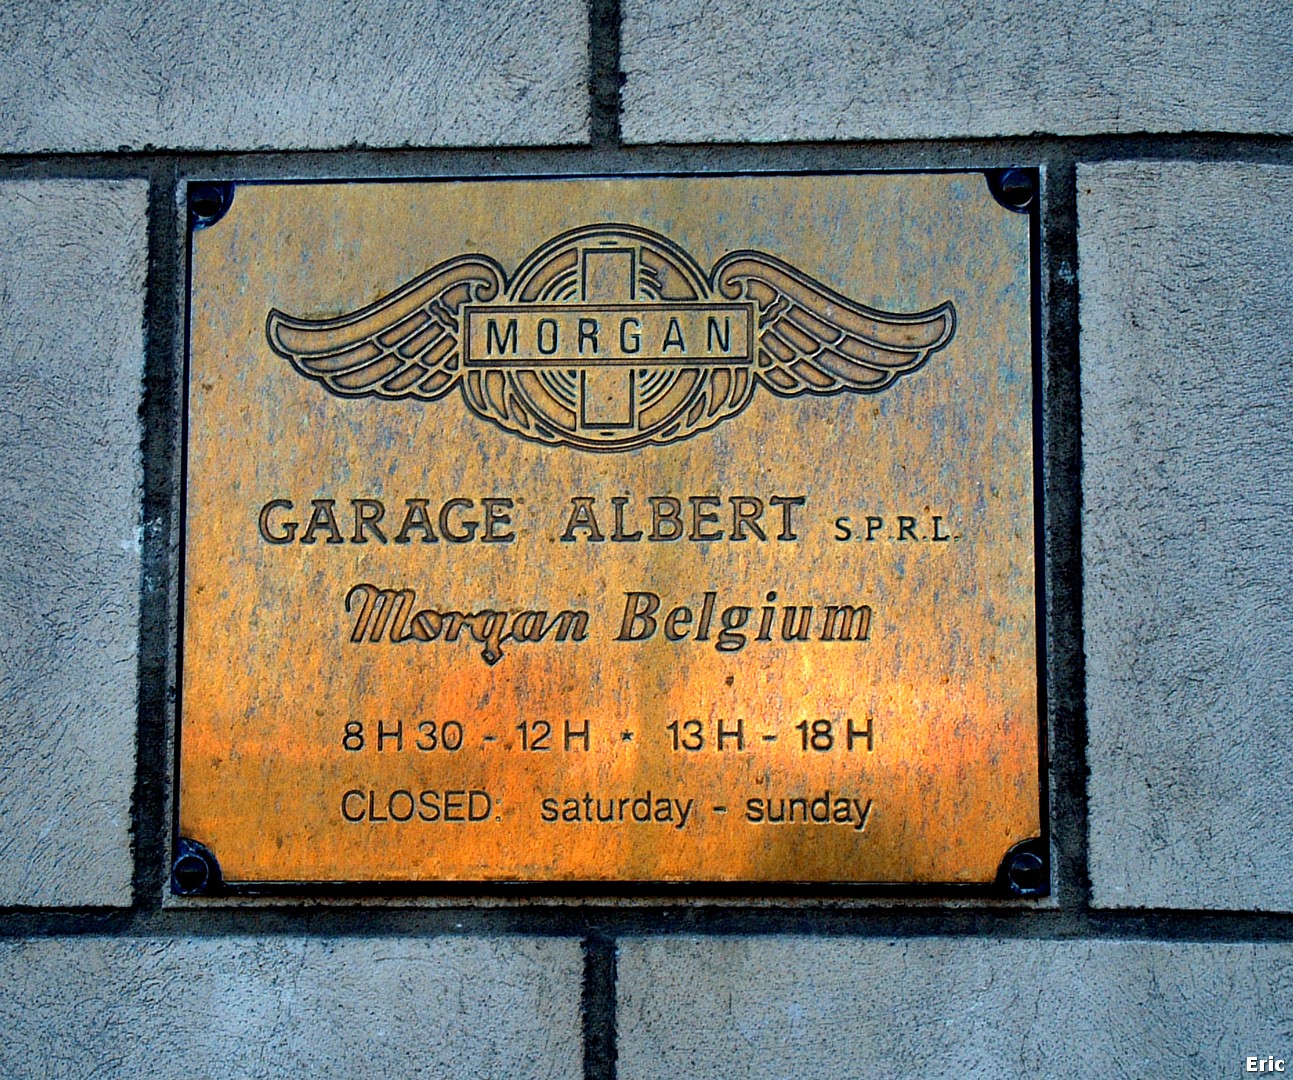 MORGAN
GARAGE ALBERT S.P.R.L.
Morgan Belgium
8 H 30 - 12 H * 13 H - 18 H
CLOSED: saturday - sunday
Eric